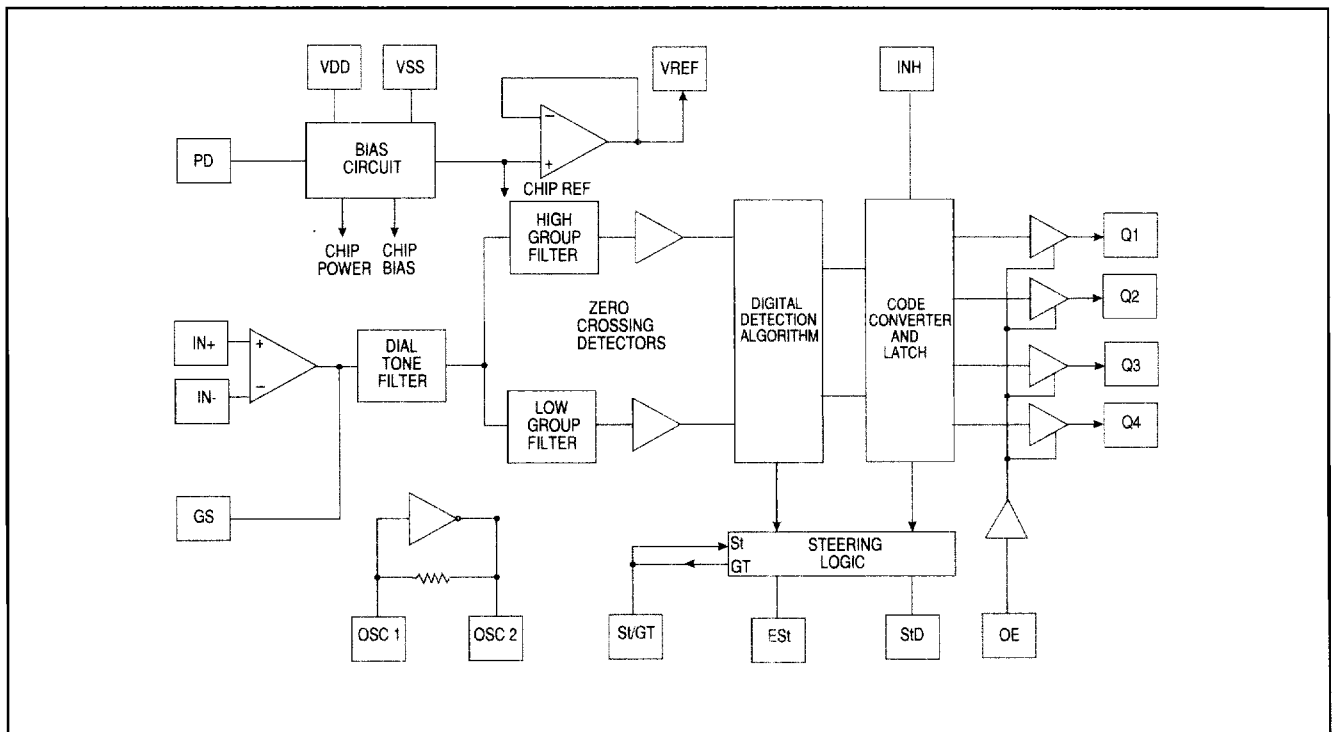 VDD
VSS
VREF
INH
PD
BIAS
CIRCUIT
−
+
CHIP REF
CHIP
POWER
CHIP
BIAS
HIGH
GROUP
FILTER
Q1
Q2
Q3
Q4
IN+
IN-
+
−
DIAL
TONE
FILTER
ZERO
CROSSING
DETECTORS
LOW
GROUP
FILTER
DIGITAL
DETECTION
ALGORITHM
CODE
CONVERTER
AND
LATCH
GS
St
GT
STEERING
LOGIC
OSC 1
OSC 2
St/GT
ESt
StD
OE